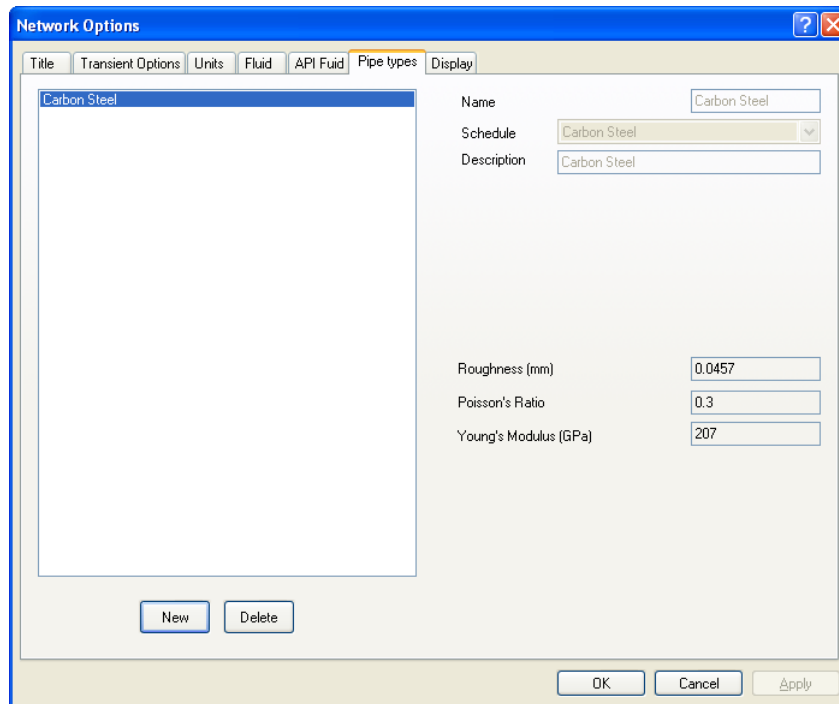 Network Options
Title Transient Options Units Fluid API Fuid Pipe types Display
Carbon Steel
Name Carbon Steel
Schedule Carbon Steel
Description Carbon Steel
Roughness (mm) 0.0457
Poisson's Ratio 0.3
Young's Modulus (GPa) 207
New Delete
OK Cancel Apply